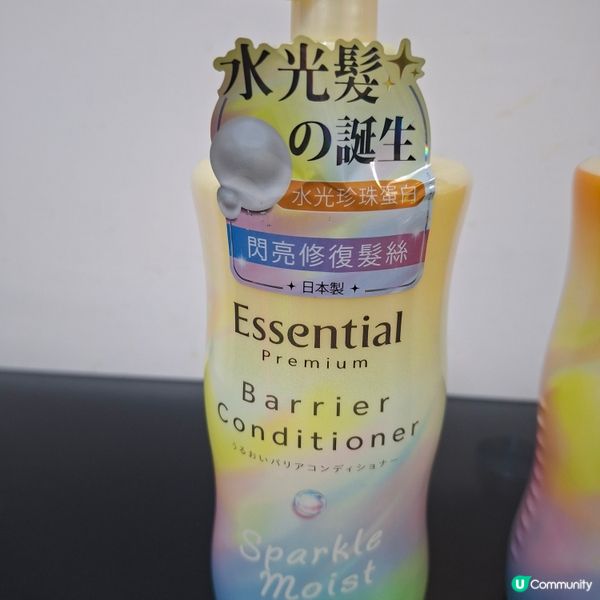 水光髮
の誕生
水光珍珠蛋白
閃亮修復髮絲
日本製
Essential
Premium
Barrier
Conditioner
うるおいバリアコンディショナー
Sparkle
Moist
U Community